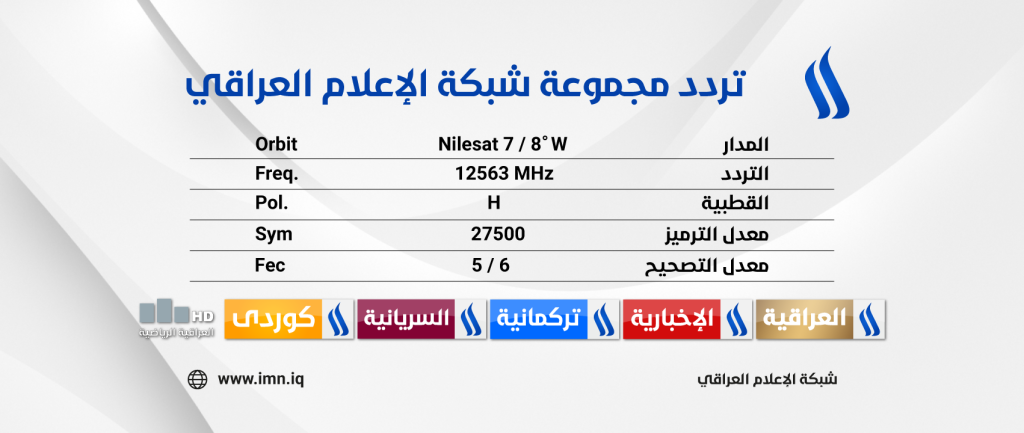 تردد مجموعة شبكة الإعلام العراقي
المدار Nilesat 7 / 8° W Orbit
التردد 12563 MHz Freq.
القطبية H Pol.
معدل الترميز 27500 Sym
معدل التصحيح 5 / 6 Fec
العراقية الإخبارية تركمانية السريانية كوردى HD
العراقية الرياضية
شبكة الإعلام العراقي www.imn.iq